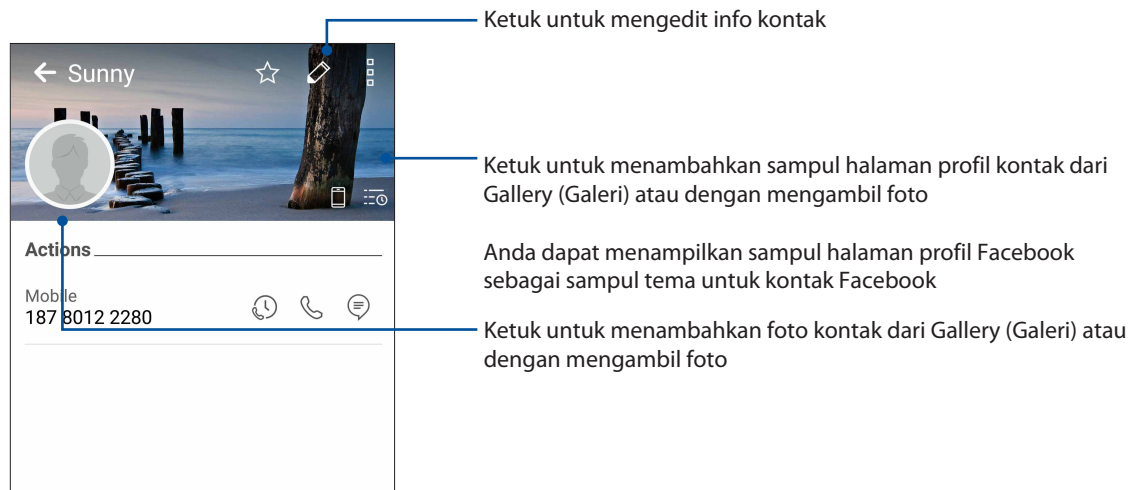 Ketuk untuk mengedit info kontak
Sunny
Ketuk untuk menambahkan sampul halaman profil kontak dari
Gallery (Galeri) atau dengan mengambil foto
Actions
Anda dapat menampilkan sampul halaman profil Facebook
sebagai sampul tema untuk kontak Facebook
Mobile
187 8012 2280
Ketuk untuk menambahkan foto kontak dari Gallery (Galeri) atau
dengan mengambil foto